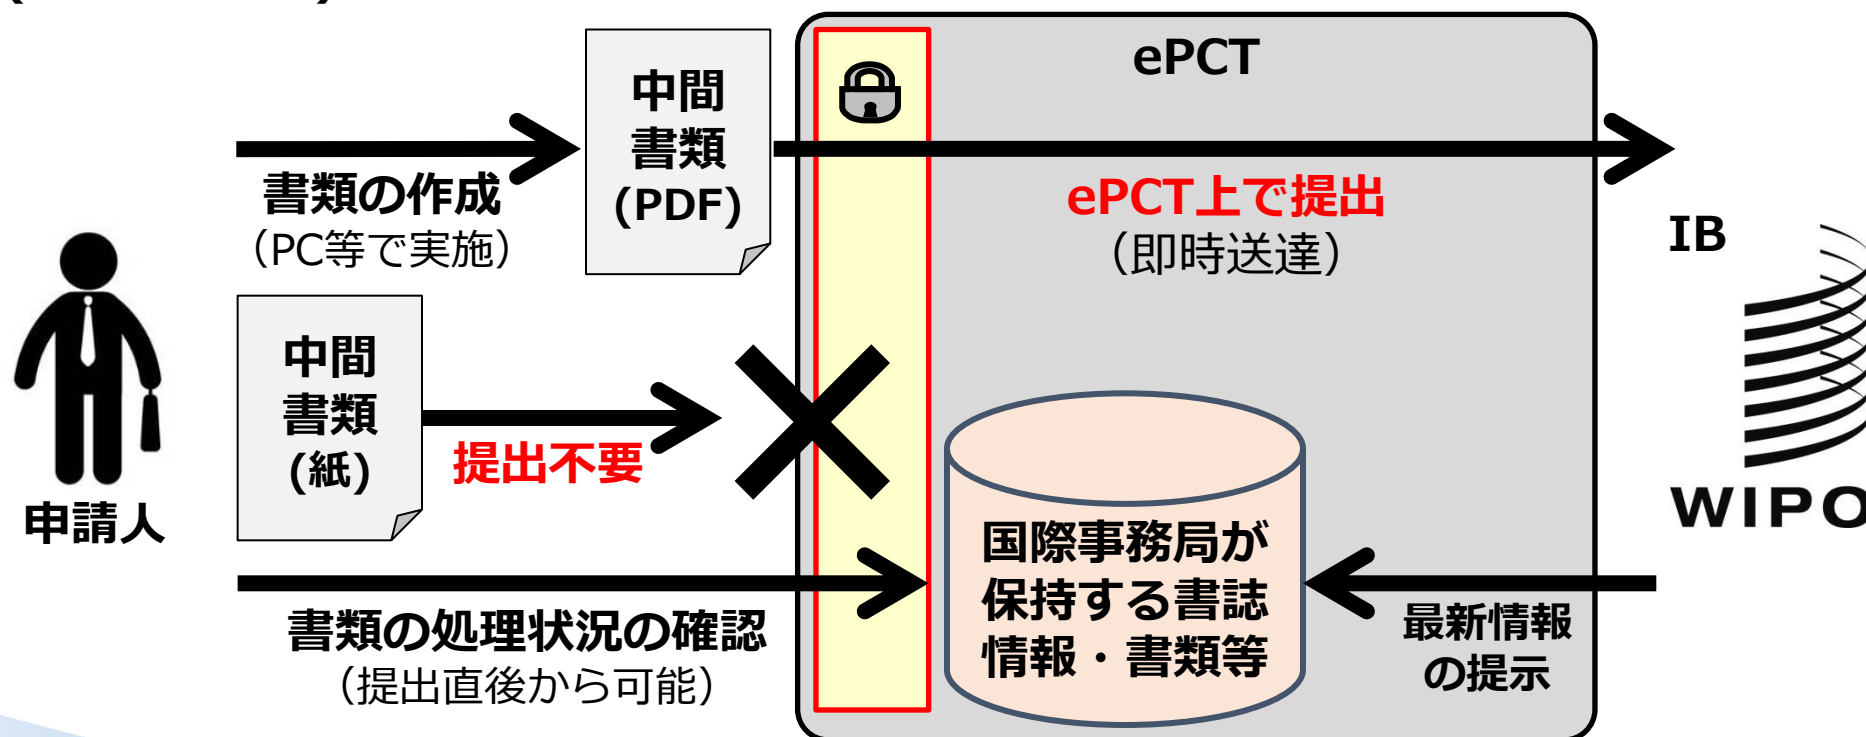 ePCT
中間
書類
(PDF)
書類の作成
（PC等で実施）
ePCT上で提出
（即時送達）
IB
中間
書類
(紙)
提出不要
申請人
WIPO
国際事務局が
保持する書誌
情報・書類等
書類の処理状況の確認
（提出直後から可能）
最新情報
の提示